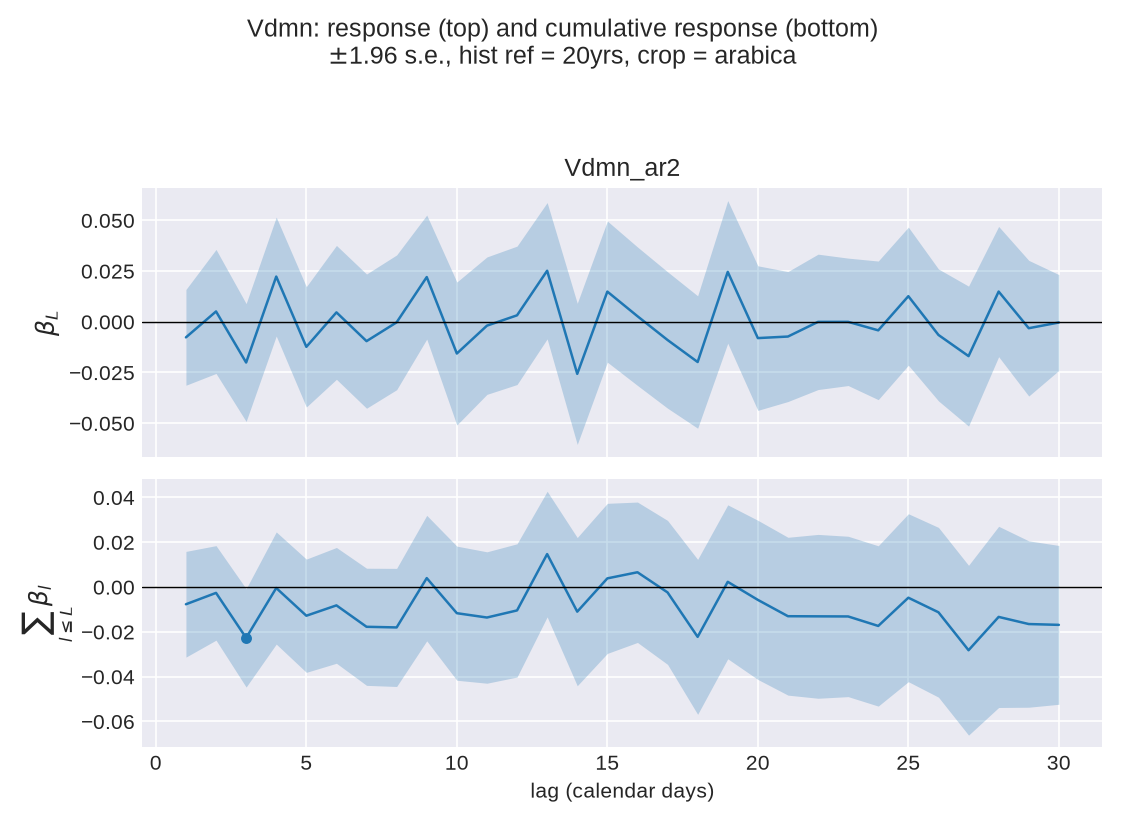 Vdmn: response (top) and cumulative response (bottom)
±1.96 s.e., hist ref = 20yrs, crop = arabica
Vdmn_ar2
0.050
0.025
0.000
−0.025
−0.050
β_L
0.04
0.02
0.00
−0.02
−0.04
−0.06
∑_{l≤L} β_l
0 5 10 15 20 25 30
lag (calendar days)